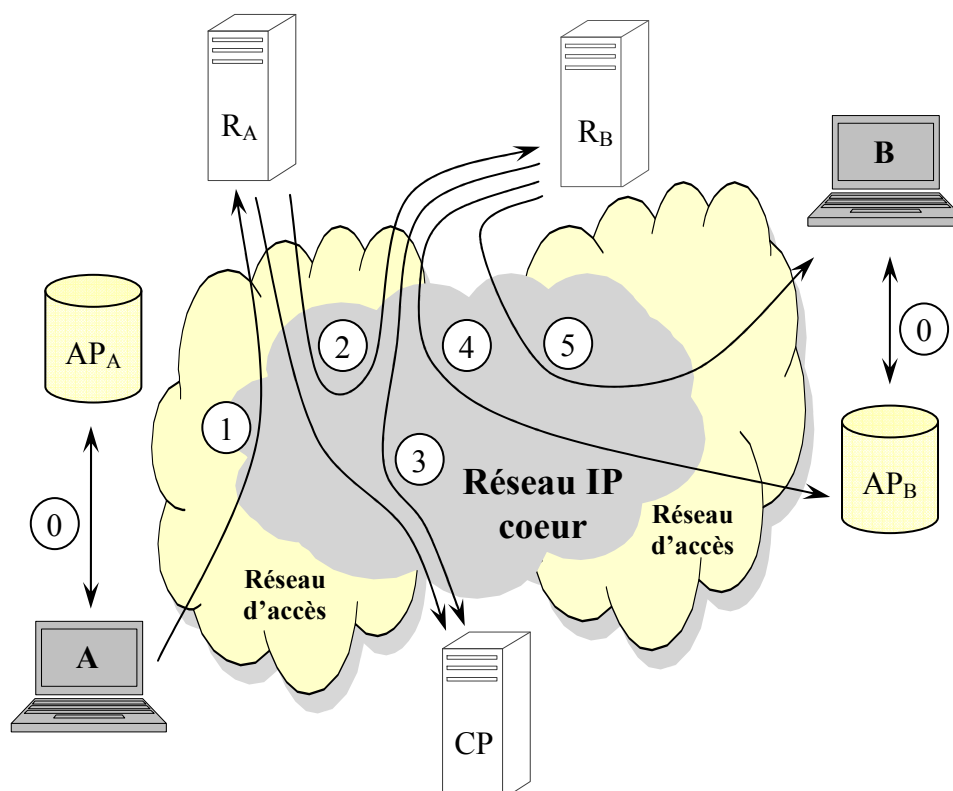 R_A
R_B
B
AP_A
2
4
5
0
1
3
Réseau IP
coeur
AP_B
0
Réseau
d’accès
Réseau
d’accès
A
CP